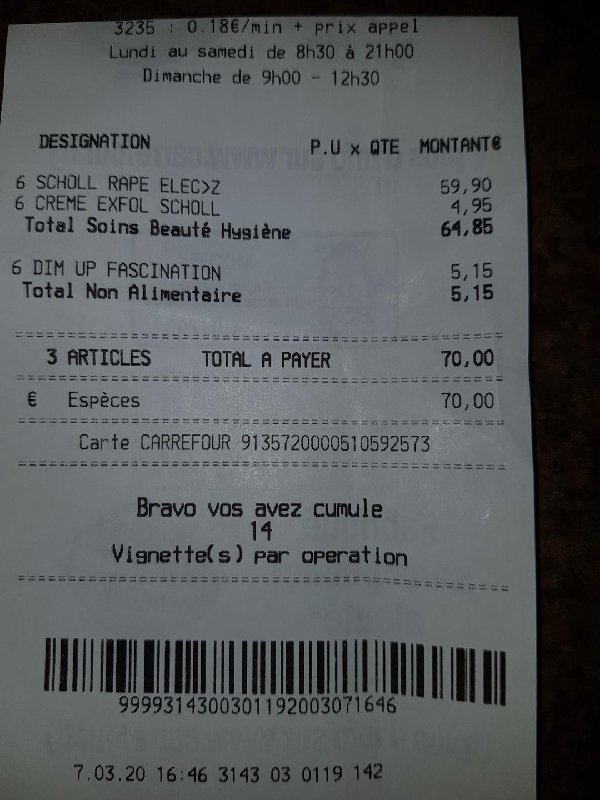 3235 : 0.18€/min + prix appel
Lundi au samedi de 8h30 à 21h00
Dimanche de 9h00 - 12h30
DESIGNATION P.U x QTE MONTANT€
6 SCHOLL RAPE ELEC>Z 59,90
6 CREME EXFOL SCHOLL 4,95
Total Soins Beauté Hygiène 64,85
6 DIM UP FASCINATION 5,15
Total Non Alimentaire 5,15
3 ARTICLES TOTAL A PAYER 70,00
€ Espèces 70,00
Carte CARREFOUR 9135720000510592573
Bravo vos avez cumule
14
Vignette(s) par operation
9999314300301192003071646
7.03.20 16:46 3143 03 0119 142